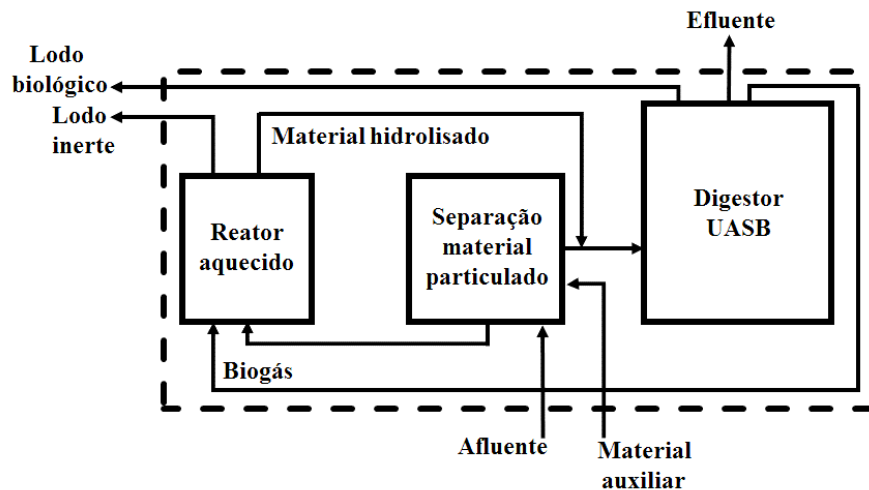 Efluente
Lodo
biológico
Lodo
inerte
Material hidrolisado
Reator
aquecido
Separação
material
particulado
Digestor
UASB
Biogás
Afluente
Material
auxiliar